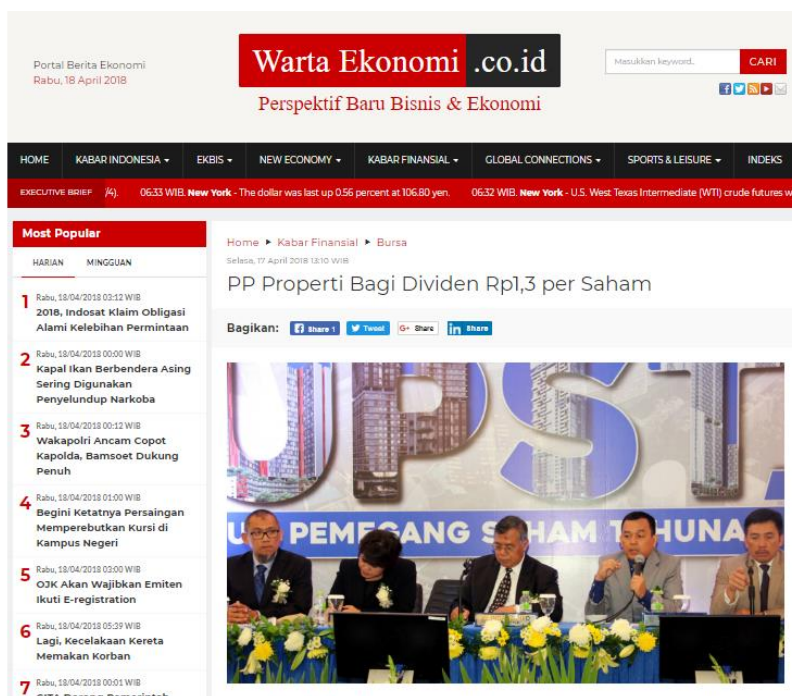 Portal Berita Ekonomi
Rabu, 18 April 2018
Warta Ekonomi .co.id
Perspektif Baru Bisnis & Ekonomi
Masukkan keyword..
CARI
HOME KABAR INDONESIA EKBIS NEW ECONOMY KABAR FINANSIAL GLOBAL CONNECTIONS SPORTS & LEISURE INDEKS
EXECUTIVE BRIEF /4). 06:33 WIB. New York - The dollar was last up 0.56 percent at 106.80 yen. 06:32 WIB. New York - U.S. West Texas Intermediate (WTI) crude futures w
Most Popular
HARIAN MINGGUAN
1 Rabu, 18/04/2018 03:12 WIB
2018, Indosat Klaim Obligasi
Alami Kelebihan Permintaan
2 Rabu, 18/04/2018 00:00 WIB
Kapal Ikan Berbendera Asing
Sering Digunakan
Penyelundup Narkoba
3 Rabu, 18/04/2018 00:12 WIB
Wakapolri Ancam Copot
Kapolda, Bamsoet Dukung
Penuh
4 Rabu, 18/04/2018 01:00 WIB
Begini Ketatnya Persaingan
Memperebutkan Kursi di
Kampus Negeri
5 Rabu, 18/04/2018 03:00 WIB
OJK Akan Wajibkan Emiten
Ikuti E-registration
6 Rabu, 18/04/2018 05:39 WIB
Lagi, Kecelakaan Kereta
Memakan Korban
7 Rabu, 18/04/2018 00:01 WIB
Home Kabar Finansial Bursa
Selasa, 17 April 2018 13:10 WIB
PP Properti Bagi Dividen Rp1,3 per Saham
Bagikan: Share 1 Tweet G+ Share in Share
UPST
PEMEGANG SAHAM TAHUNA